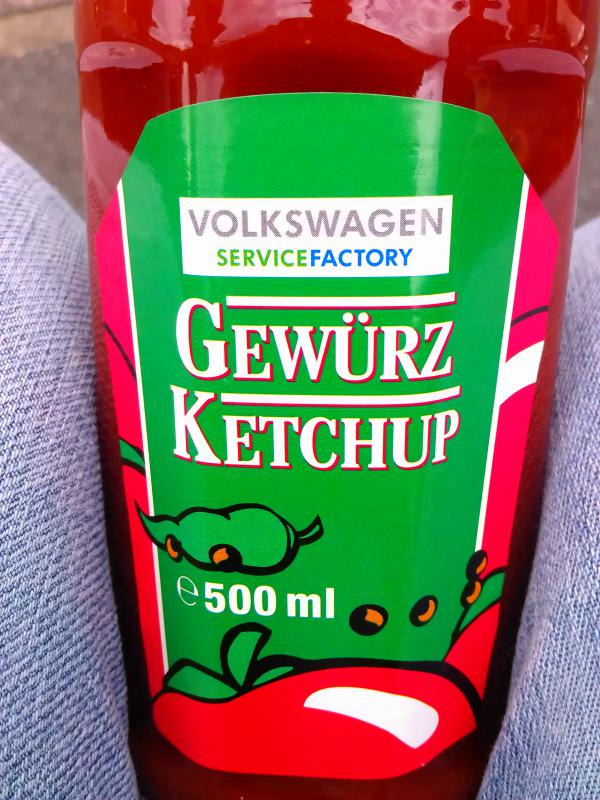 VOLKSWAGEN
SERVICEFACTORY
GEWÜRZ
KETCHUP
℮ 500 ml